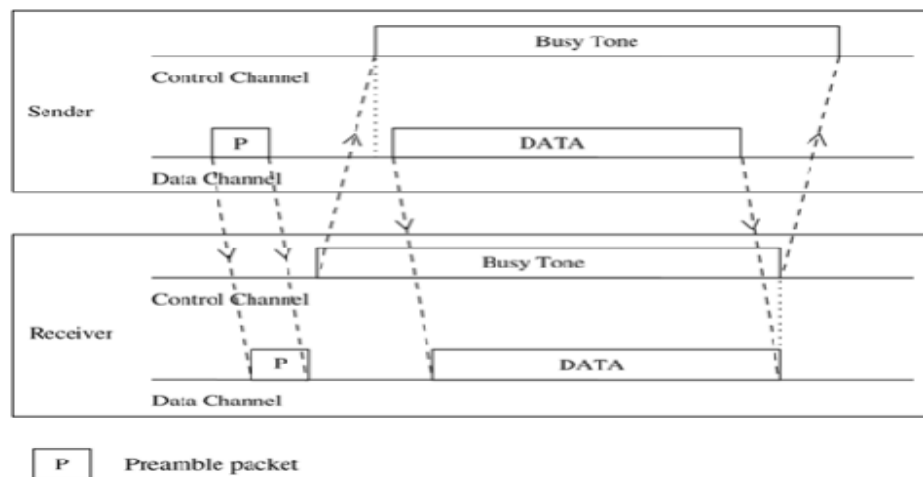 Busy Tone
Control Channel
Sender
P
DATA
Data Channel
Busy Tone
Control Channel
Receiver
P
DATA
Data Channel
P Preamble packet